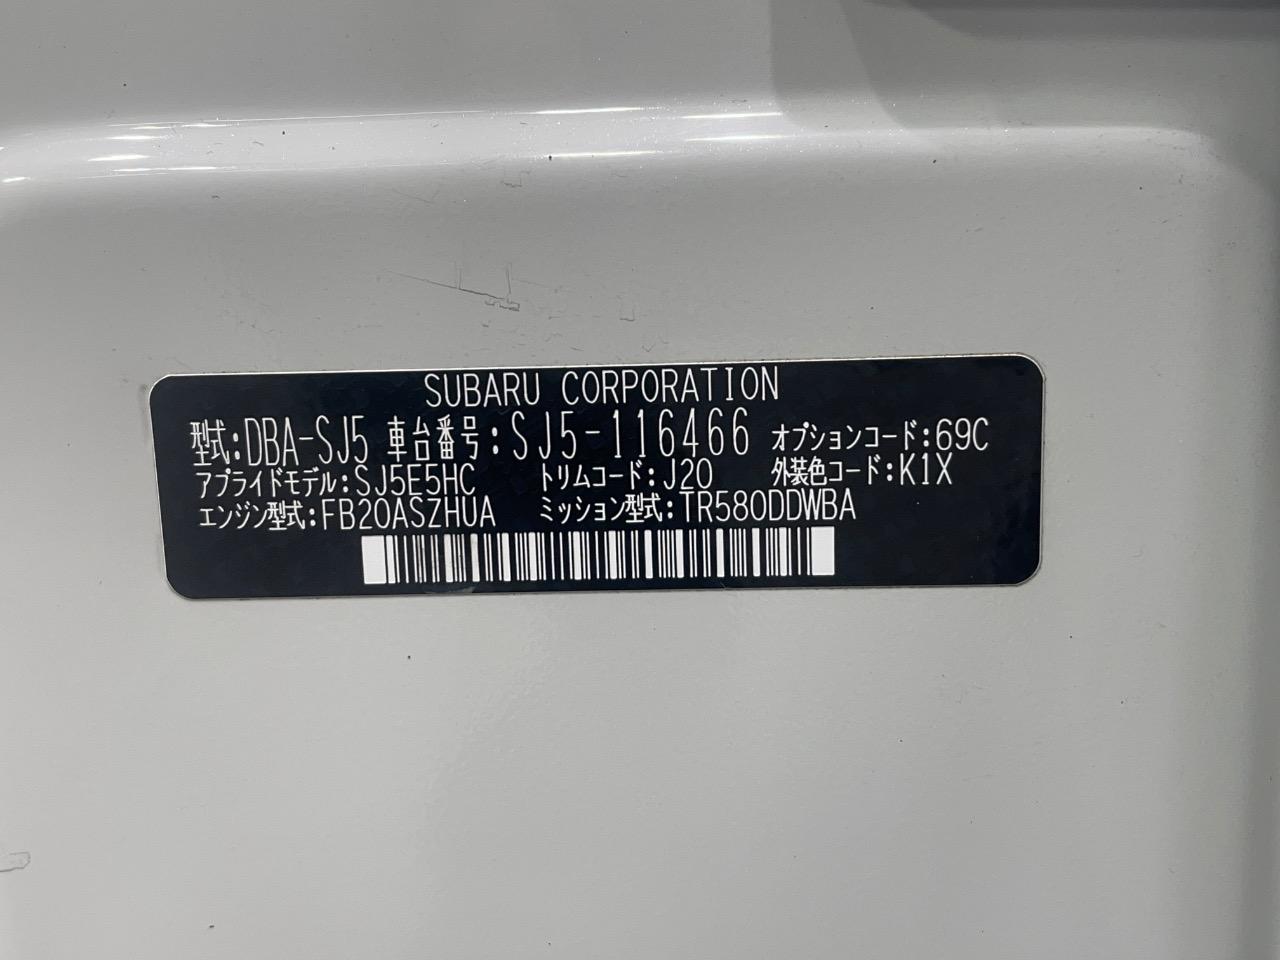 SUBARU CORPORATION
型式:DBA-SJ5 車台番号:SJ5-116466 オプションコード:69C
アプライドモデル:SJ5E5HC トリムコード:J20 外装色コード:K1X
エンジン型式:FB20ASZHUA ミッション型式:TR580DDWBA